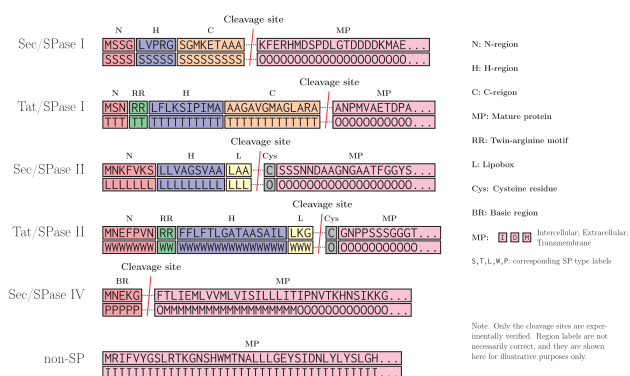 Cleavage site
N H C MP
Sec/SPase I MSSG LVPRG SGMKETAAA KFERHMDSPDLGTDDDDKMAE...
SSSS SSSSS SSSSSSSSS OOOOOOOOOOOOOOOOOOOOO...
Cleavage site
N RR H C MP
Tat/SPase I MSN RR LFLKSIPIMA AAGAVGMAGLARA ANPMVAETDPA...
TTT TT TTTTTTTTTT TTTTTTTTTTTTT OOOOOOOOOOO...
Cleavage site
N H L Cys MP
Sec/SPase II MNKFVKS LLVAGSVAA LAA C SSSNNDAAGNGAATFGGYS...
LLLLLLL LLLLLLLLL LLL O OOOOOOOOOOOOOOOOOOO...
Cleavage site
N RR H L Cys MP
Tat/SPase II MNEFPVN RR FFLFTLGATAASAIL LKG C GNPPSSSGGGT...
WWWWWWW WW WWWWWWWWWWWWWWW WWW O OOOOOOOOOOO...
Cleavage site
BR MP
Sec/SPase IV MNEKG FTLIEMLVVMLVISILLLITIPNVTKHNSIKKG...
PPPPP OMMMMMMMMMMMMMMMMMMMIIIIIIIIIIIIIII...
MP
non-SP MRIFVYGSLRTKGNSHWMTNALLLGEYSIDNLYLYSLGH...
N: N-region
H: H-region
C: C-reigon
MP: Mature protein
RR: Twin-arginine motif
L: Lipobox
Cys: Cysteine residue
BR: Basic region
MP: I O M Intercellular; Extracellular;
Transmembrane
S,T,L,W,P: corresponding SP type labels
Note. Only the cleavage sites are exper-
imentally verified. Region labels are not
necessarily correct, and they are shown
here for illustrative purposes only.